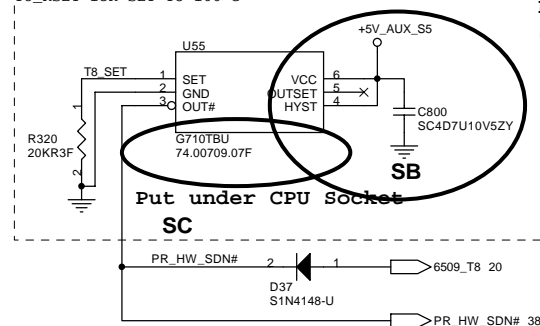 +5V_AUX_S5
U55
T8_SET
1 SET
2 GND
3 OUT#
VCC 6
OUTSET 5
HYST 4
R320
20KR3F
1
2
G710TBU
74.00709.07F
C800
SC4D7U10V5ZY
SB
Put under CPU Socket
SC
PR_HW_SDN#
2
1
6509_T8 20
D37
S1N4148-U
PR_HW_SDN# 38